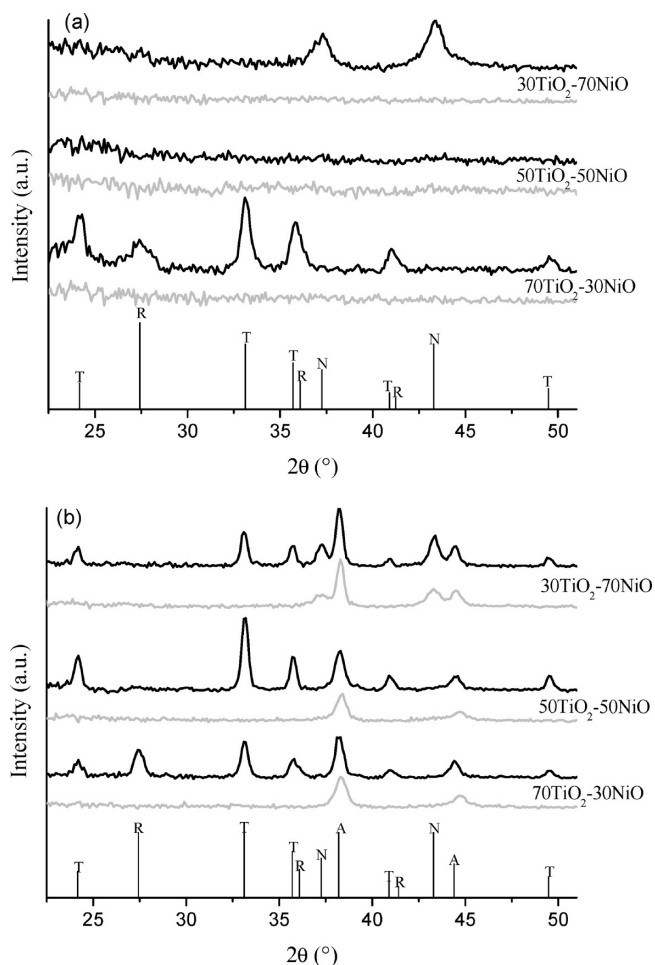 (a)
30TiO₂-70NiO
50TiO₂-50NiO
70TiO₂-30NiO
Intensity (a.u.)
T R T T R N T R N T
25 30 35 40 45 50
2θ (°)
(b)
30TiO₂-70NiO
50TiO₂-50NiO
70TiO₂-30NiO
Intensity (a.u.)
T R T T R N A T R N A T
25 30 35 40 45 50
2θ (°)